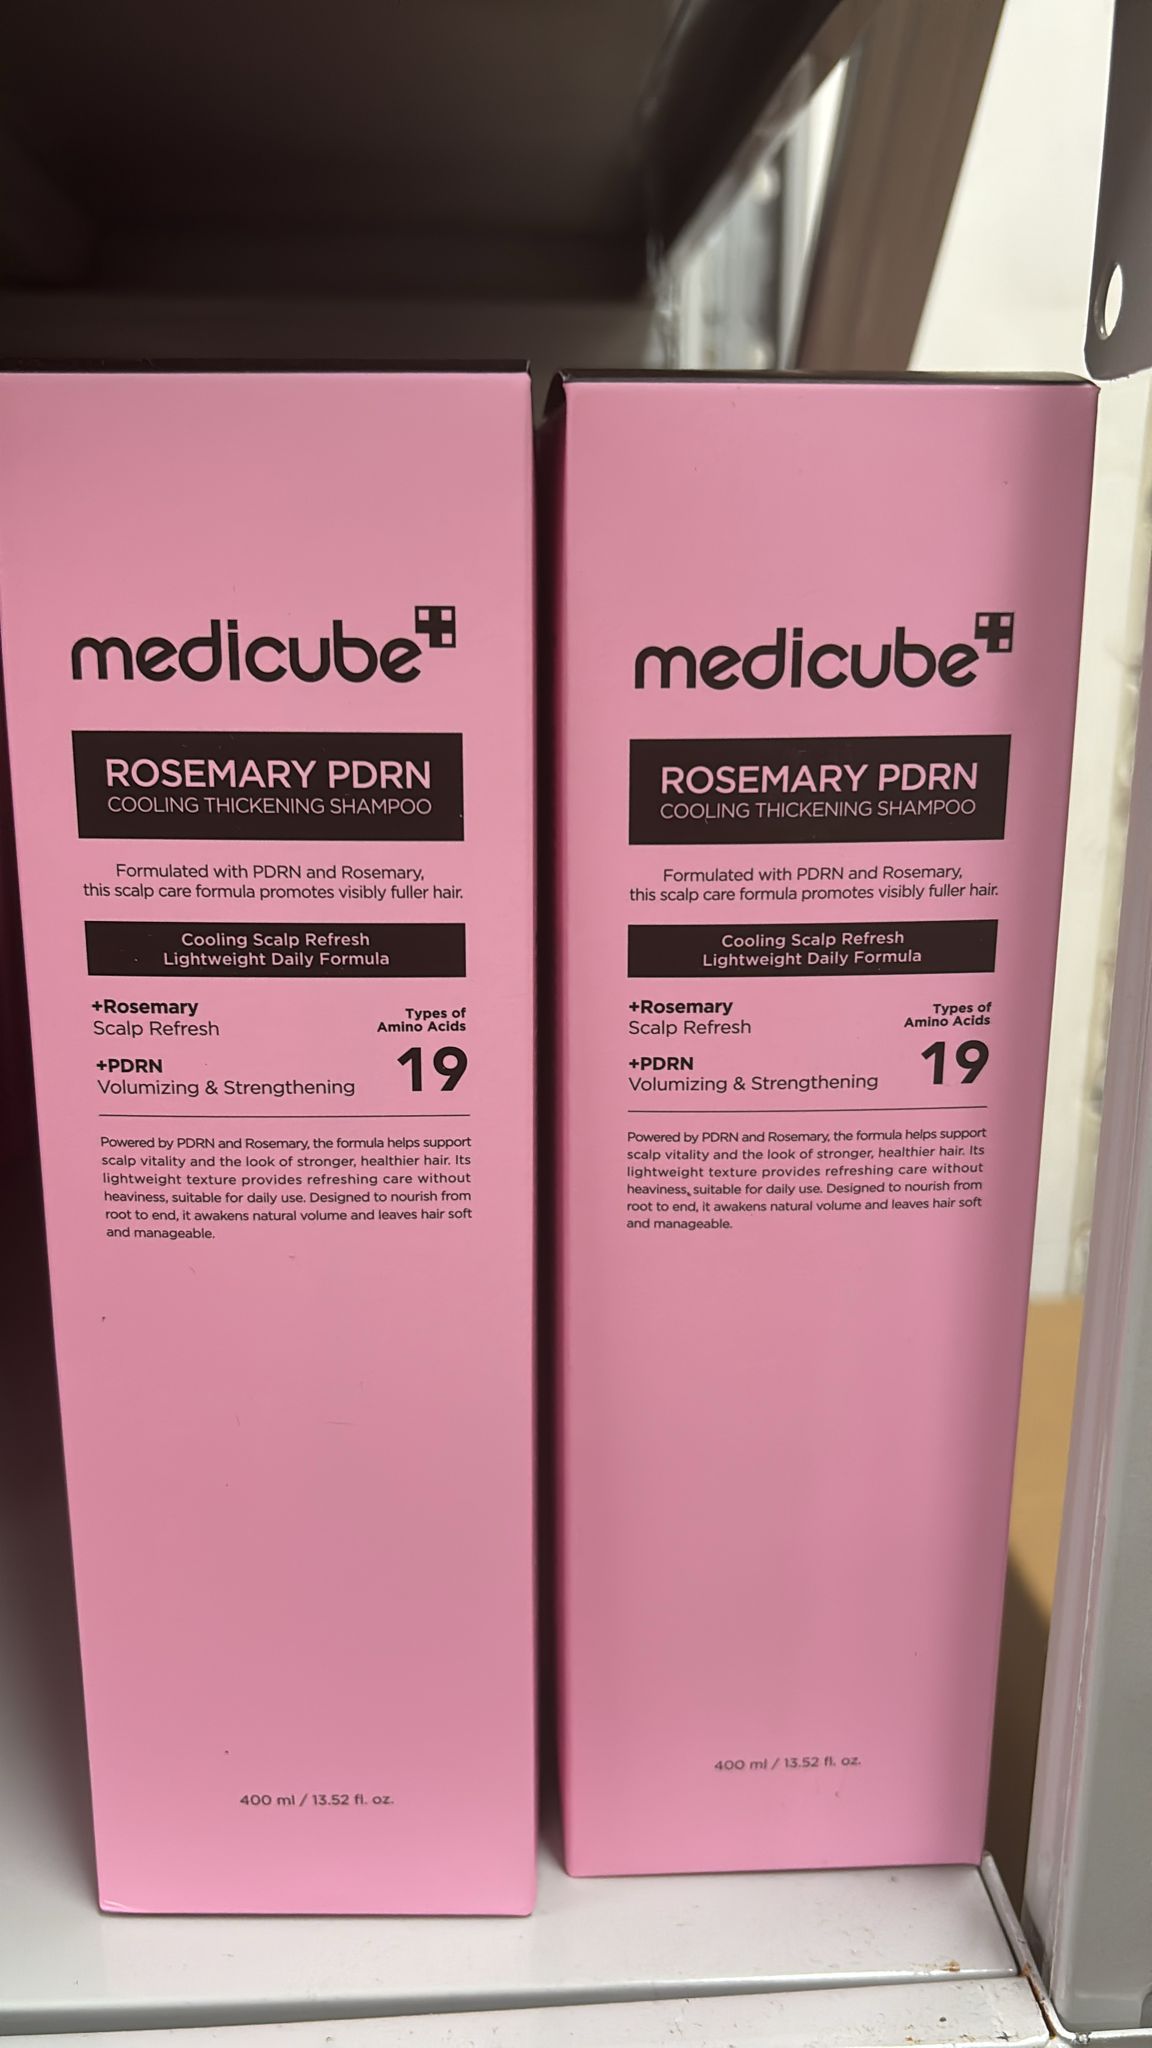 medicube
ROSEMARY PDRN
COOLING THICKENING SHAMPOO
Formulated with PDRN and Rosemary,
this scalp care formula promotes visibly fuller hair.
Cooling Scalp Refresh
Lightweight Daily Formula
+Rosemary
Scalp Refresh
+PDRN
Volumizing & Strengthening
Types of
Amino Acids
19
Powered by PDRN and Rosemary, the formula helps support
scalp vitality and the look of stronger, healthier hair. Its
lightweight texture provides refreshing care without
heaviness, suitable for daily use. Designed to nourish from
root to end, it awakens natural volume and leaves hair soft
and manageable.
400 ml / 13.52 fl. oz.
medicube
ROSEMARY PDRN
COOLING THICKENING SHAMPOO
Formulated with PDRN and Rosemary,
this scalp care formula promotes visibly fuller hair.
Cooling Scalp Refresh
Lightweight Daily Formula
+Rosemary
Scalp Refresh
+PDRN
Volumizing & Strengthening
Types of
Amino Acids
19
Powered by PDRN and Rosemary, the formula helps support
scalp vitality and the look of stronger, healthier hair. Its
lightweight texture provides refreshing care without
heaviness, suitable for daily use. Designed to nourish from
root to end, it awakens natural volume and leaves hair soft
and manageable.
400 ml / 13.52 fl. oz.